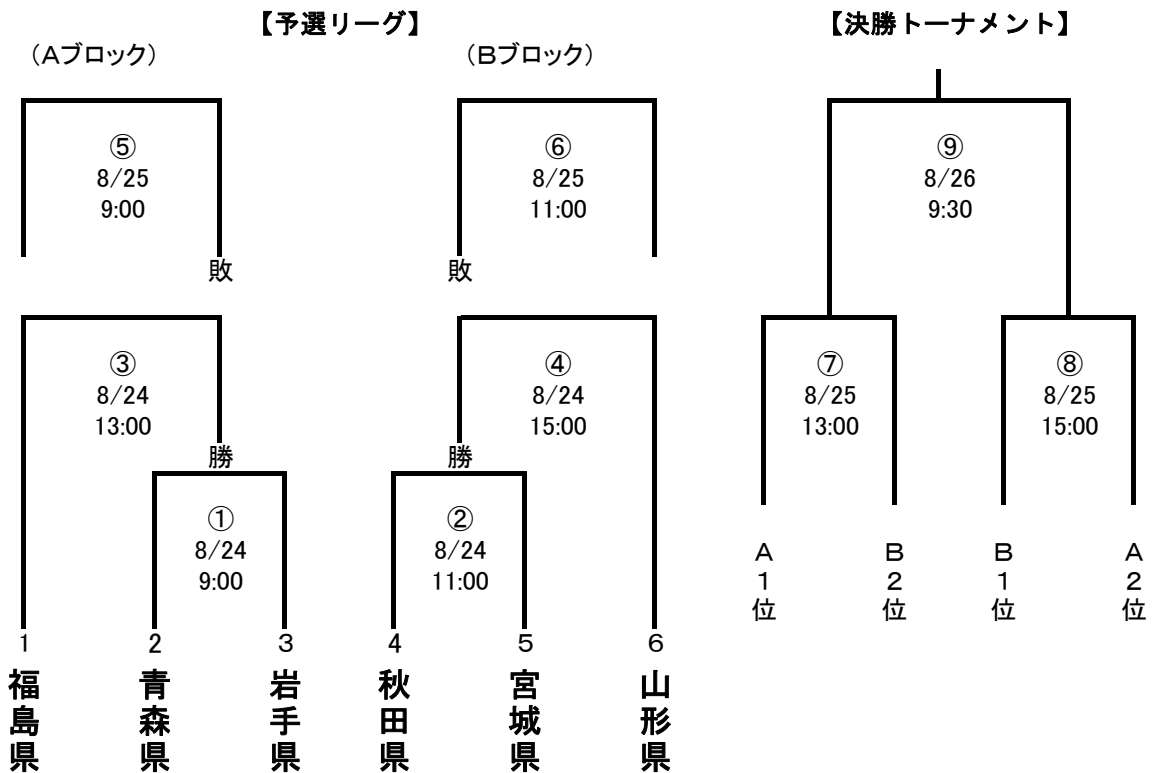 【予選リーグ】
（Aブロック）
（Bブロック）
⑤
8/25
9:00
敗
⑥
8/25
11:00
敗
③
8/24
13:00
勝
④
8/24
15:00
勝
①
8/24
9:00
②
8/24
11:00
1
2
3
4
5
6
福島県
青森県
岩手県
秋田県
宮城県
山形県
【決勝トーナメント】
⑨
8/26
9:30
⑦
8/25
13:00
⑧
8/25
15:00
A1位
B2位
B1位
A2位